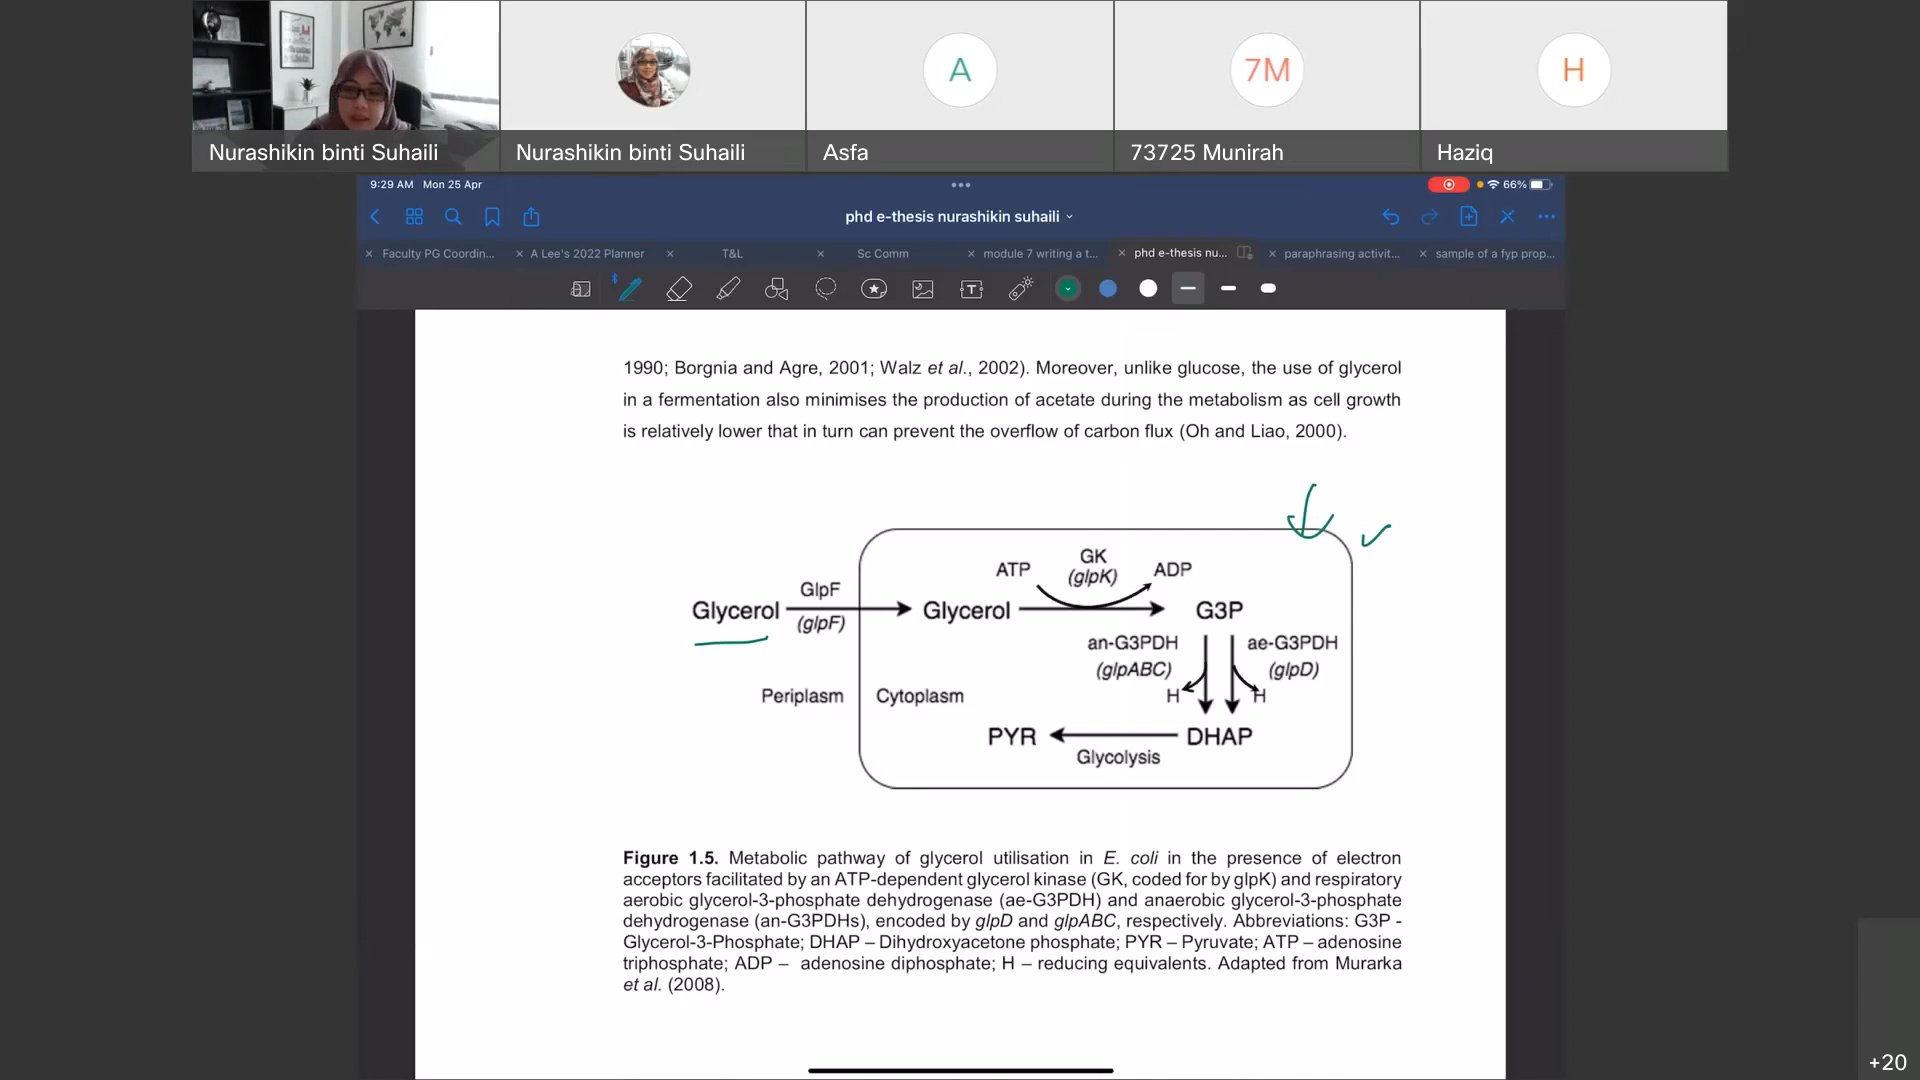 A
7M
H
Nurashikin binti Suhaili
Nurashikin binti Suhaili
Asfa
73725 Munirah
Haziq
9:29 AM Mon 25 Apr
66%
phd e-thesis nurashikin suhaili
Faculty PG Coordin...
A Lee's 2022 Planner
T&L
Sc Comm
module 7 writing a t...
phd e-thesis nu...
paraphrasing activit...
sample of a fyp prop...
1990; Borgnia and Agre, 2001; Walz et al., 2002). Moreover, unlike glucose, the use of glycerol
in a fermentation also minimises the production of acetate during the metabolism as cell growth
is relatively lower that in turn can prevent the overflow of carbon flux (Oh and Liao, 2000).
GK
ATP
(glpK)
ADP
GlpF
Glycerol
(glpF)
Glycerol
G3P
an-G3PDH
ae-G3PDH
(glpABC)
(glpD)
H
H
Periplasm
Cytoplasm
PYR
DHAP
Glycolysis
Figure 1.5. Metabolic pathway of glycerol utilisation in E. coli in the presence of electron
acceptors facilitated by an ATP-dependent glycerol kinase (GK, coded for by glpK) and respiratory
aerobic glycerol-3-phosphate dehydrogenase (ae-G3PDH) and anaerobic glycerol-3-phosphate
dehydrogenase (an-G3PDHs), encoded by glpD and glpABC, respectively. Abbreviations: G3P -
Glycerol-3-Phosphate; DHAP – Dihydroxyacetone phosphate; PYR – Pyruvate; ATP – adenosine
triphosphate; ADP – adenosine diphosphate; H – reducing equivalents. Adapted from Murarka
et al. (2008).
+20